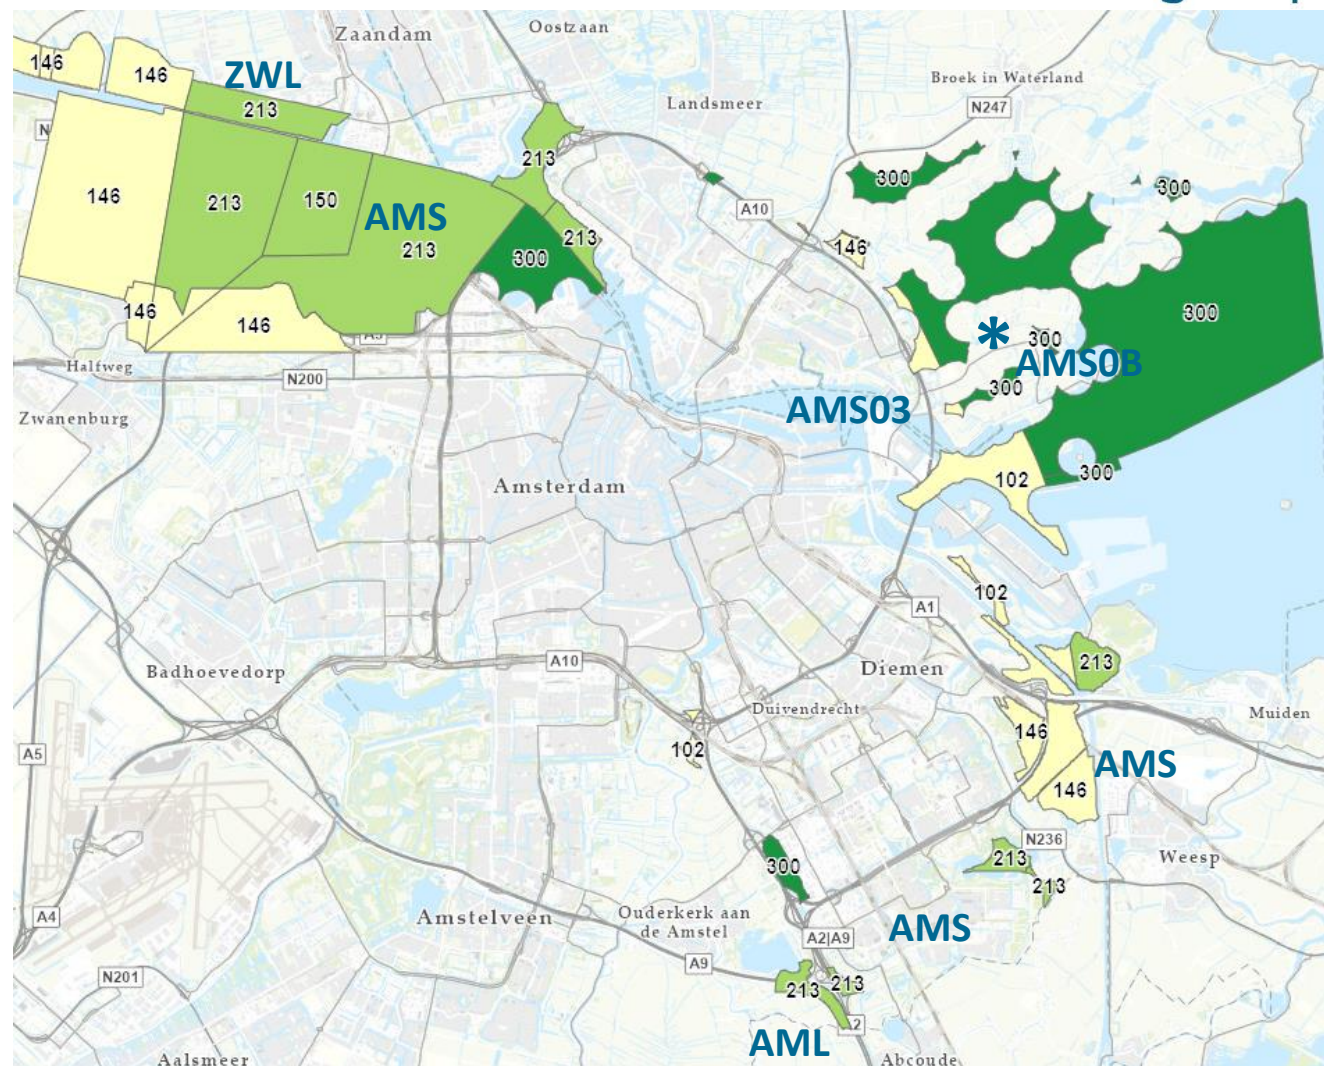 Oostzaan
Zaandam
146
ZWL
146
Broek in Waterland
Landsmeer
213
N247
N
213
300
300
146
213
150
AMS
A10
213
213
146
300
146
146
300
*
300
AMS0B
A5
Halfweg
N200
300
Zwanenburg
AMS03
300
102
Amsterdam
102
A1
Badhoevedorp
A10
Diemen
213
Duivendrecht
Muiden
A5
102
146
AMS
146
N236
300
213
Weesp
213
A4
Amstelveen
Ouderkerk aan
de Amstel
AMS
A2|A9
N201
A9
213
213
2
AML
Aalsmeer
Abcoude